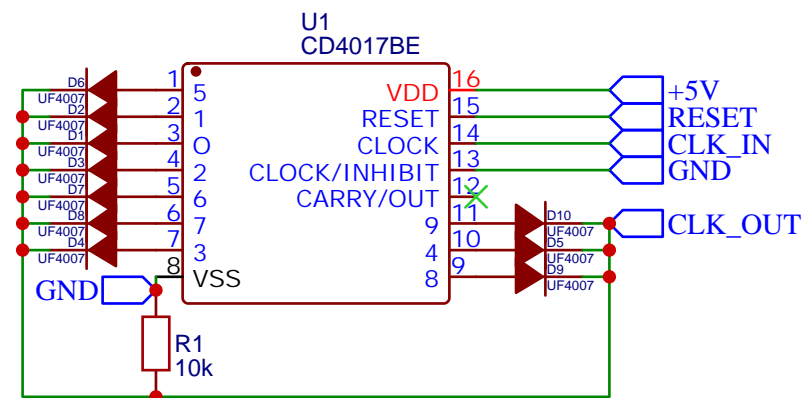 U1
CD4017BE
D6 1 5 VDD 16 +5V
UF4007
D2 2 1 RESET 15 RESET
UF4007
D1 3 O CLOCK 14 CLK_IN
UF4007
D3 4 2 CLOCK/INHIBIT 13 GND
UF4007
D7 5 6 CARRY/OUT 12
UF4007
D8 6 7 9 11 D10 CLK_OUT
UF4007 UF4007
D4 7 3 4 10 D5
UF4007 UF4007
GND 8 VSS 8 9 D9
UF4007
R1
10k